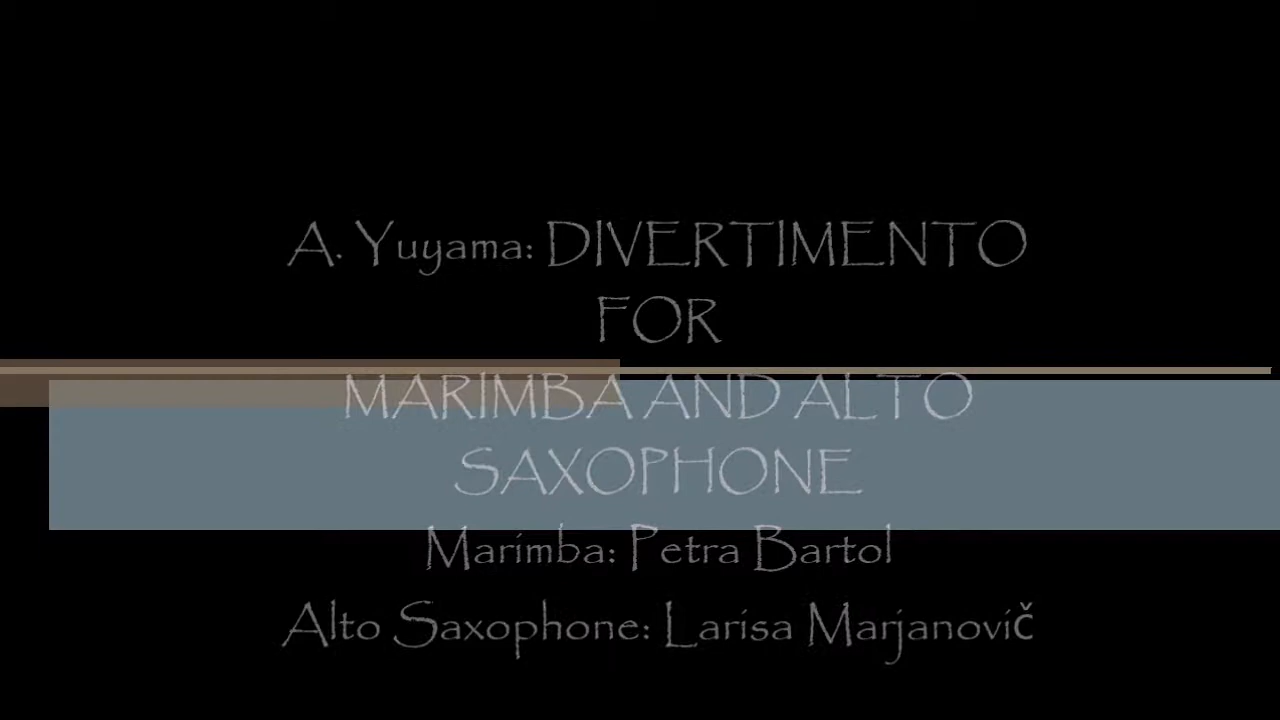 A. Yuyama: DIVERTIMENTO
FOR
MARIMBA AND ALTO
SAXOPHONE
Marimba: Petra Bartol
Alto Saxophone: Larisa Marjanovič